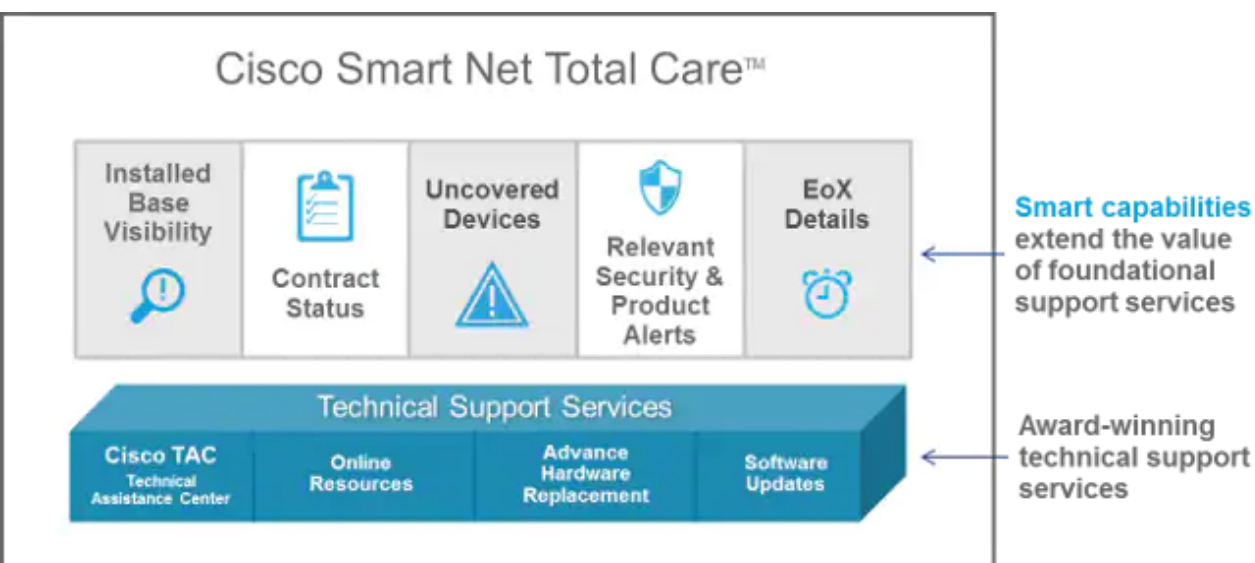 Cisco Smart Net Total Care™
Installed
Base
Visibility
Contract
Status
Uncovered
Devices
Relevant
Security &
Product
Alerts
EoX
Details
Smart capabilities
extend the value
of foundational
support services
Technical Support Services
Cisco TAC
Technical
Assistance Center
Online
Resources
Advance
Hardware
Replacement
Software
Updates
Award-winning
technical support
services